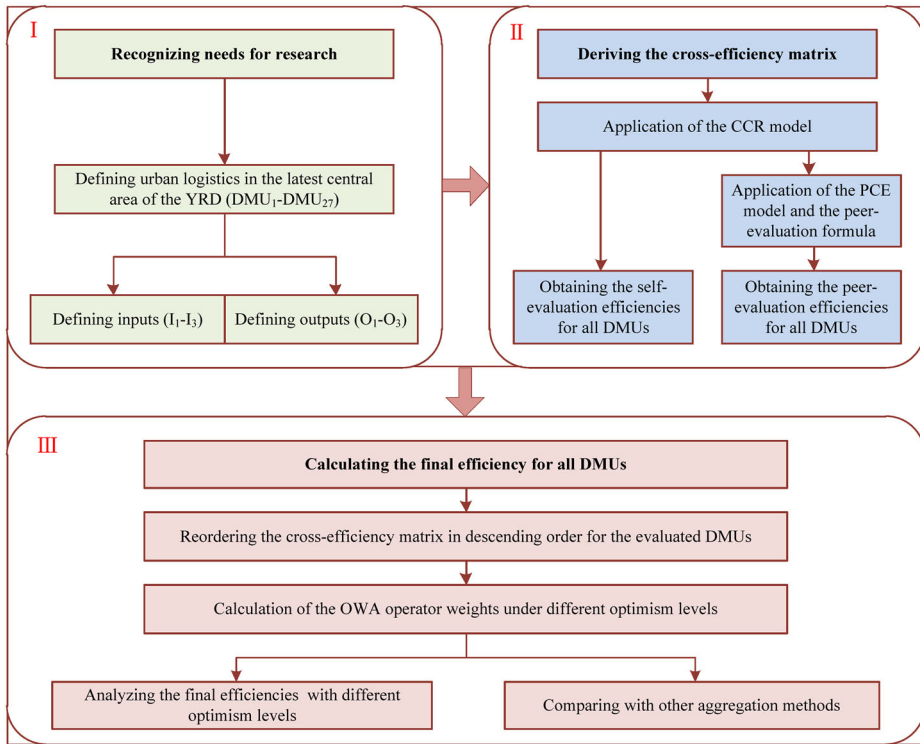 I
Recognizing needs for research
Defining urban logistics in the latest central
area of the YRD (DMU₁-DMU₂₇)
Defining inputs (I₁-I₃)
Defining outputs (O₁-O₃)
II
Deriving the cross-efficiency matrix
Application of the CCR model
Application of the PCE
model and the peer-
evaluation formula
Obtaining the self-
evaluation efficiencies
for all DMUs
Obtaining the peer-
evaluation efficiencies
for all DMUs
III
Calculating the final efficiency for all DMUs
Reordering the cross-efficiency matrix in descending order for the evaluated DMUs
Calculation of the OWA operator weights under different optimism levels
Analyzing the final efficiencies with different
optimism levels
Comparing with other aggregation methods